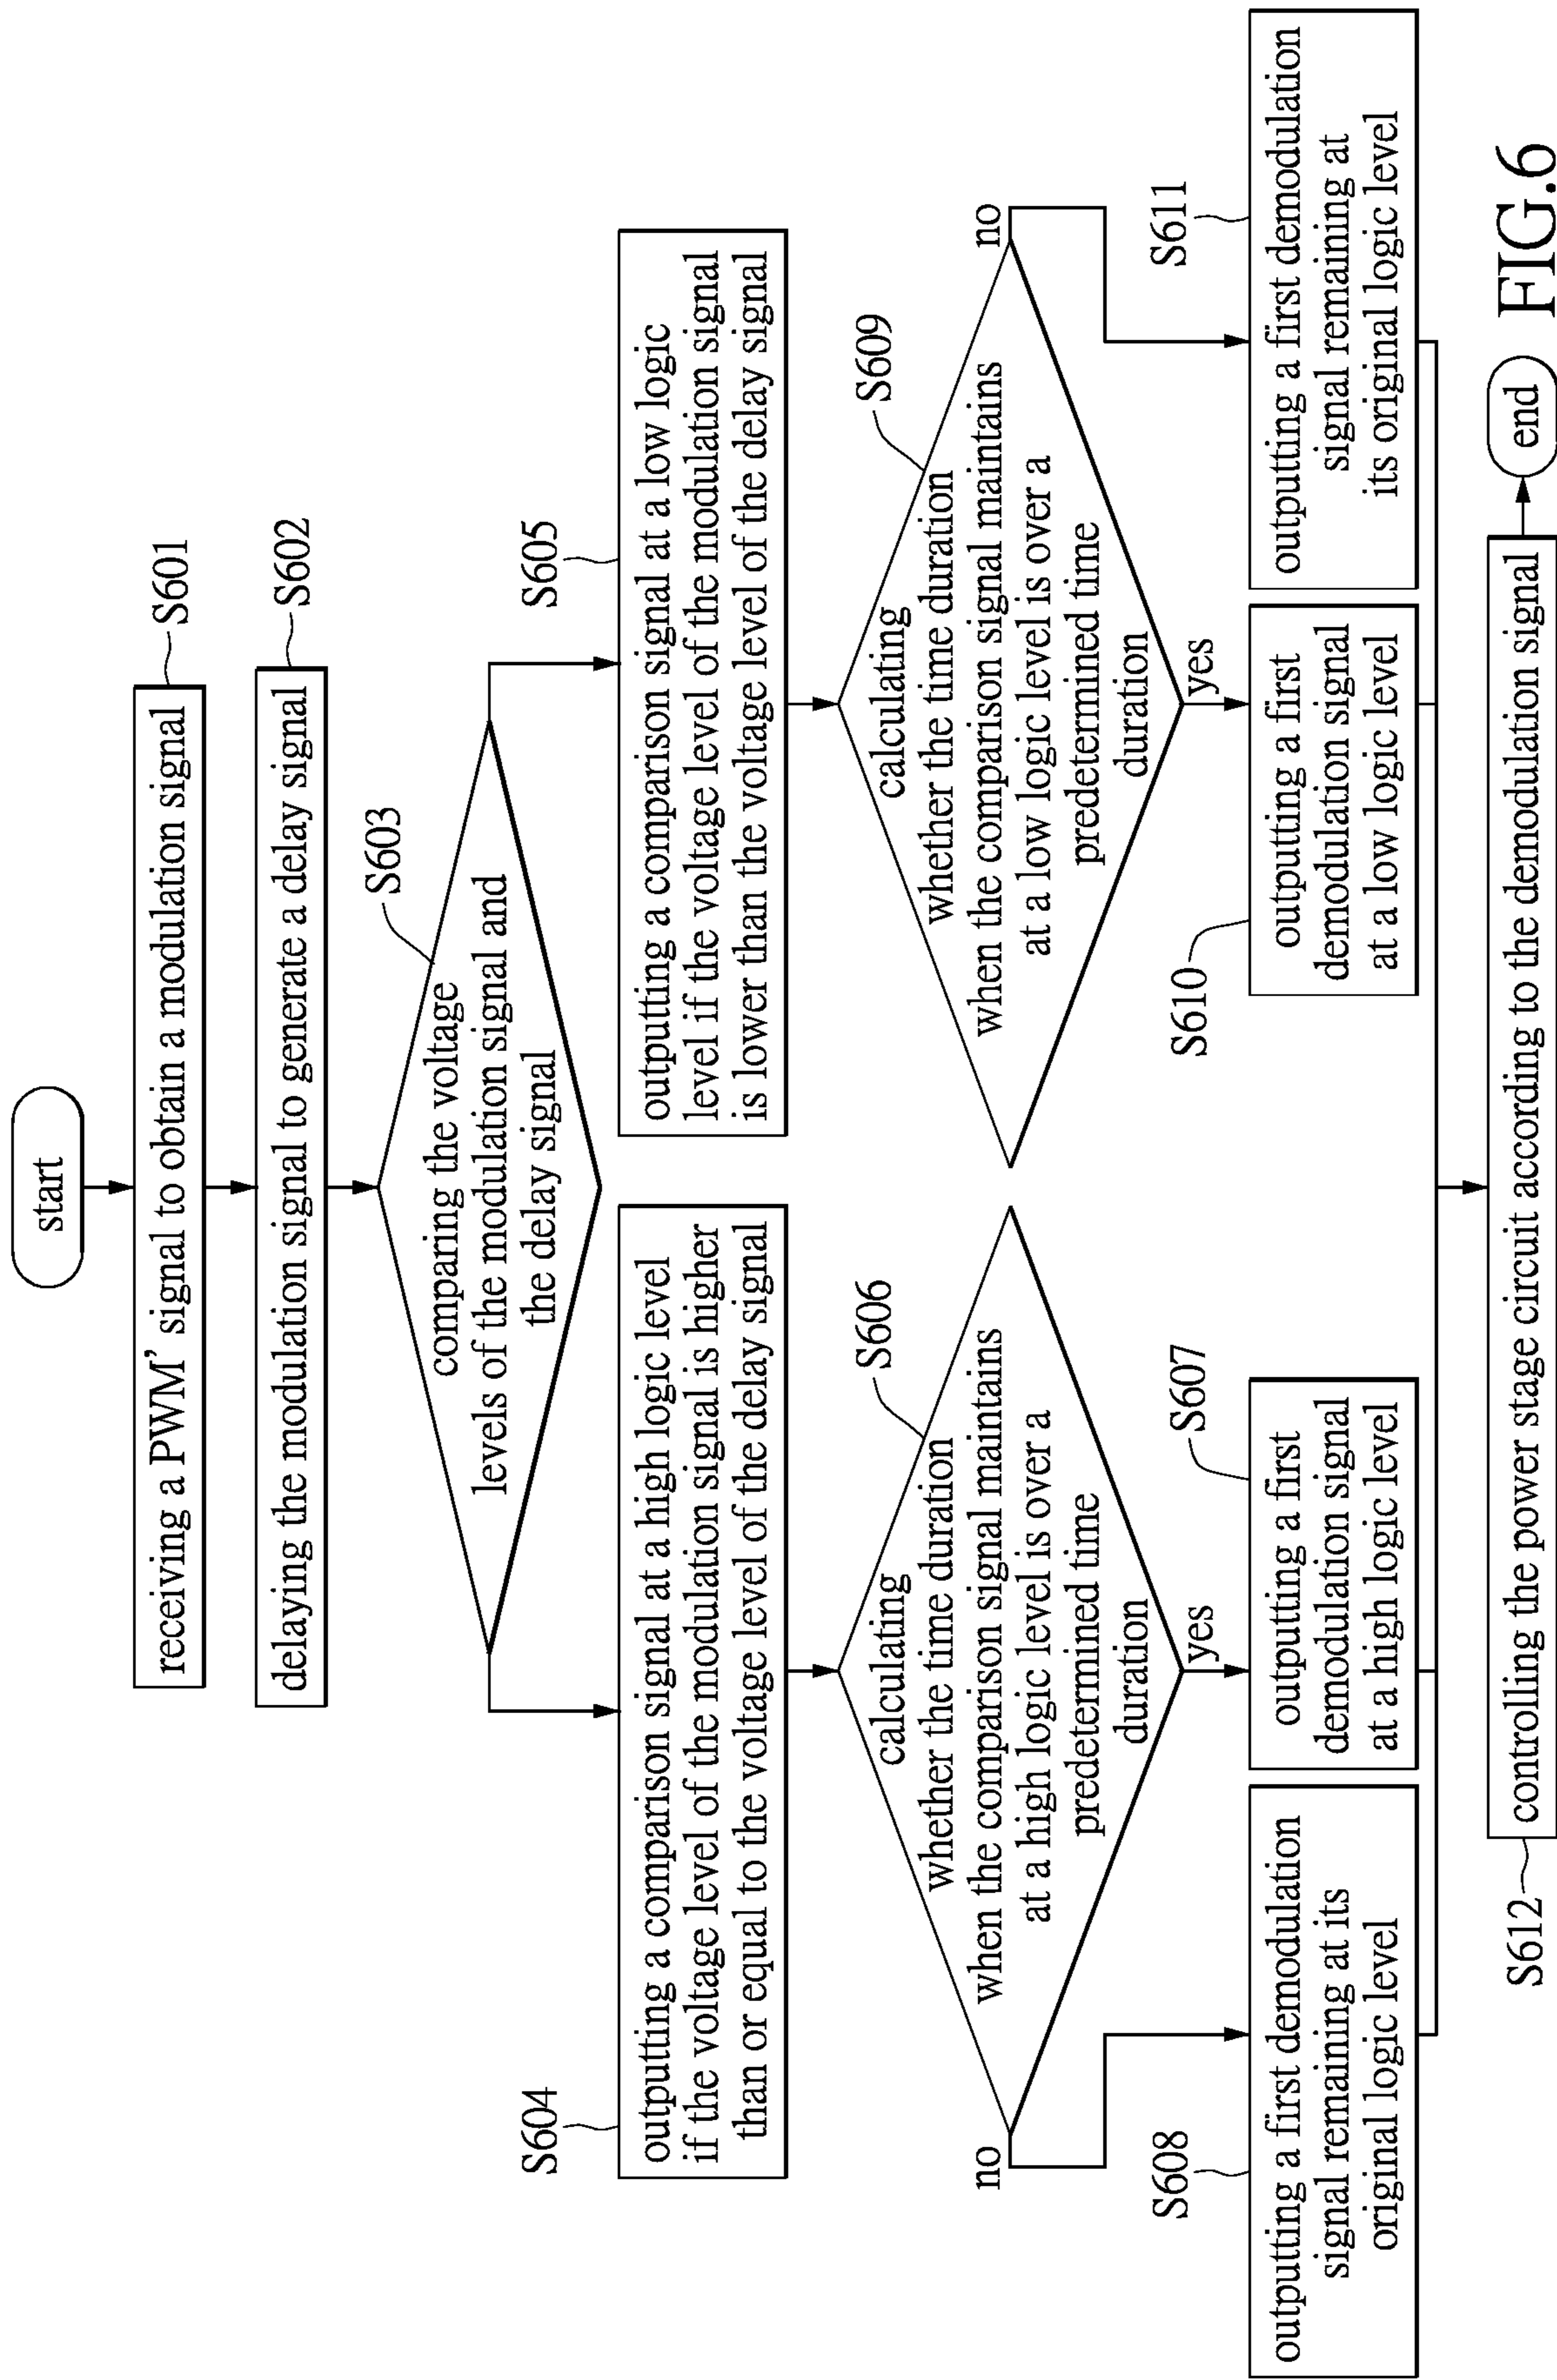 start
receiving a PWM’ signal to obtain a modulation signal
S601
delaying the modulation signal to generate a delay signal
S602
comparing the voltage
levels of the modulation signal and
the delay signal
S603
S604
outputting a comparison signal at a high logic level
if the voltage level of the modulation signal is higher
than or equal to the voltage level of the delay signal
S605
outputting a comparison signal at a low logic
level if the voltage level of the modulation signal
is lower than the voltage level of the delay signal
S606
calculating
whether the time duration
when the comparison signal maintains
at a high logic level is over a
predetermined time
duration
no
yes
S609
calculating
whether the time duration
when the comparison signal maintains
at a low logic level is over a
predetermined time
duration
yes
no
S608
outputting a first demodulation
signal remaining at its
original logic level
S607
outputting a first
demodulation signal
at a high logic level
S610
outputting a first
demodulation signal
at a low logic level
S611
outputting a first demodulation
signal remaining at
its original logic level
S612
controlling the power stage circuit according to the demodulation signal
end
FIG.6